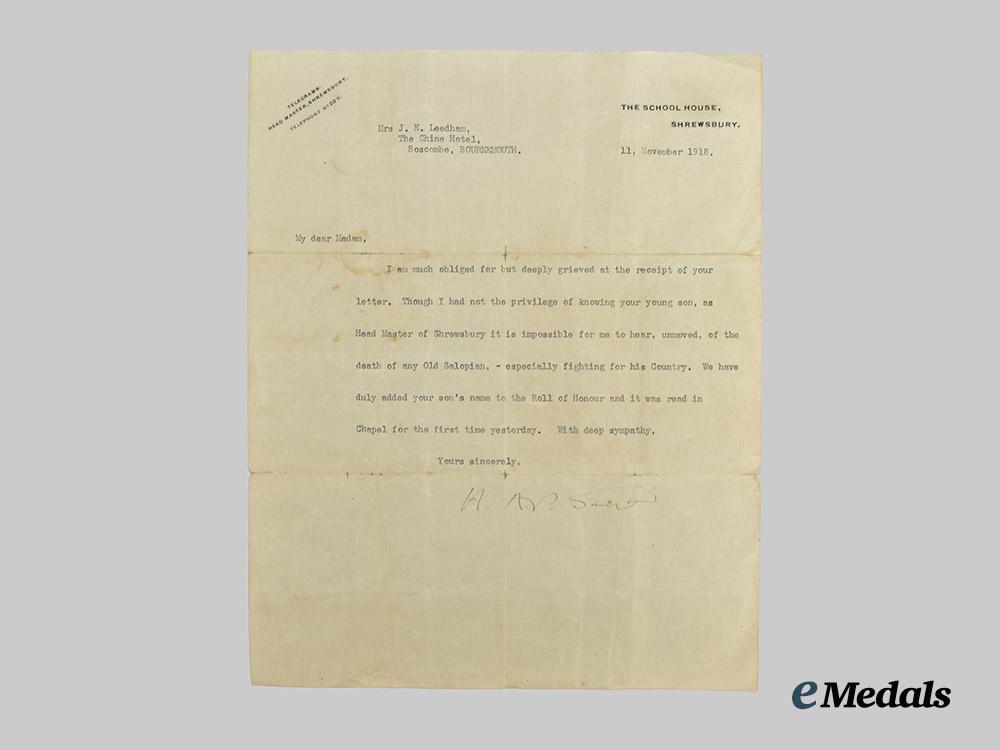 TELEGRAMS:
HEAD MASTER, SHREWSBURY.
TELEPHONE Nº 227.
THE SCHOOL HOUSE,
SHREWSBURY.
Mrs J. E. Leedham,
The Chine Hotel,
Boscombe, BOURNEMOUTH.
11, November 1918.
My dear Madam,
I am much obliged for but deeply grieved at the receipt of your
letter. Though I had not the privilege of knowing your young son, as
Head Master of Shrewsbury it is impossible for me to hear, unmoved, of the
death of any Old Salopian, - especially fighting for his Country. We have
duly added your son's name to the Roll of Honour and it was read in
Chapel for the first time yesterday. With deep sympathy,
Yours sincerely,
H. A. P.
eMedals